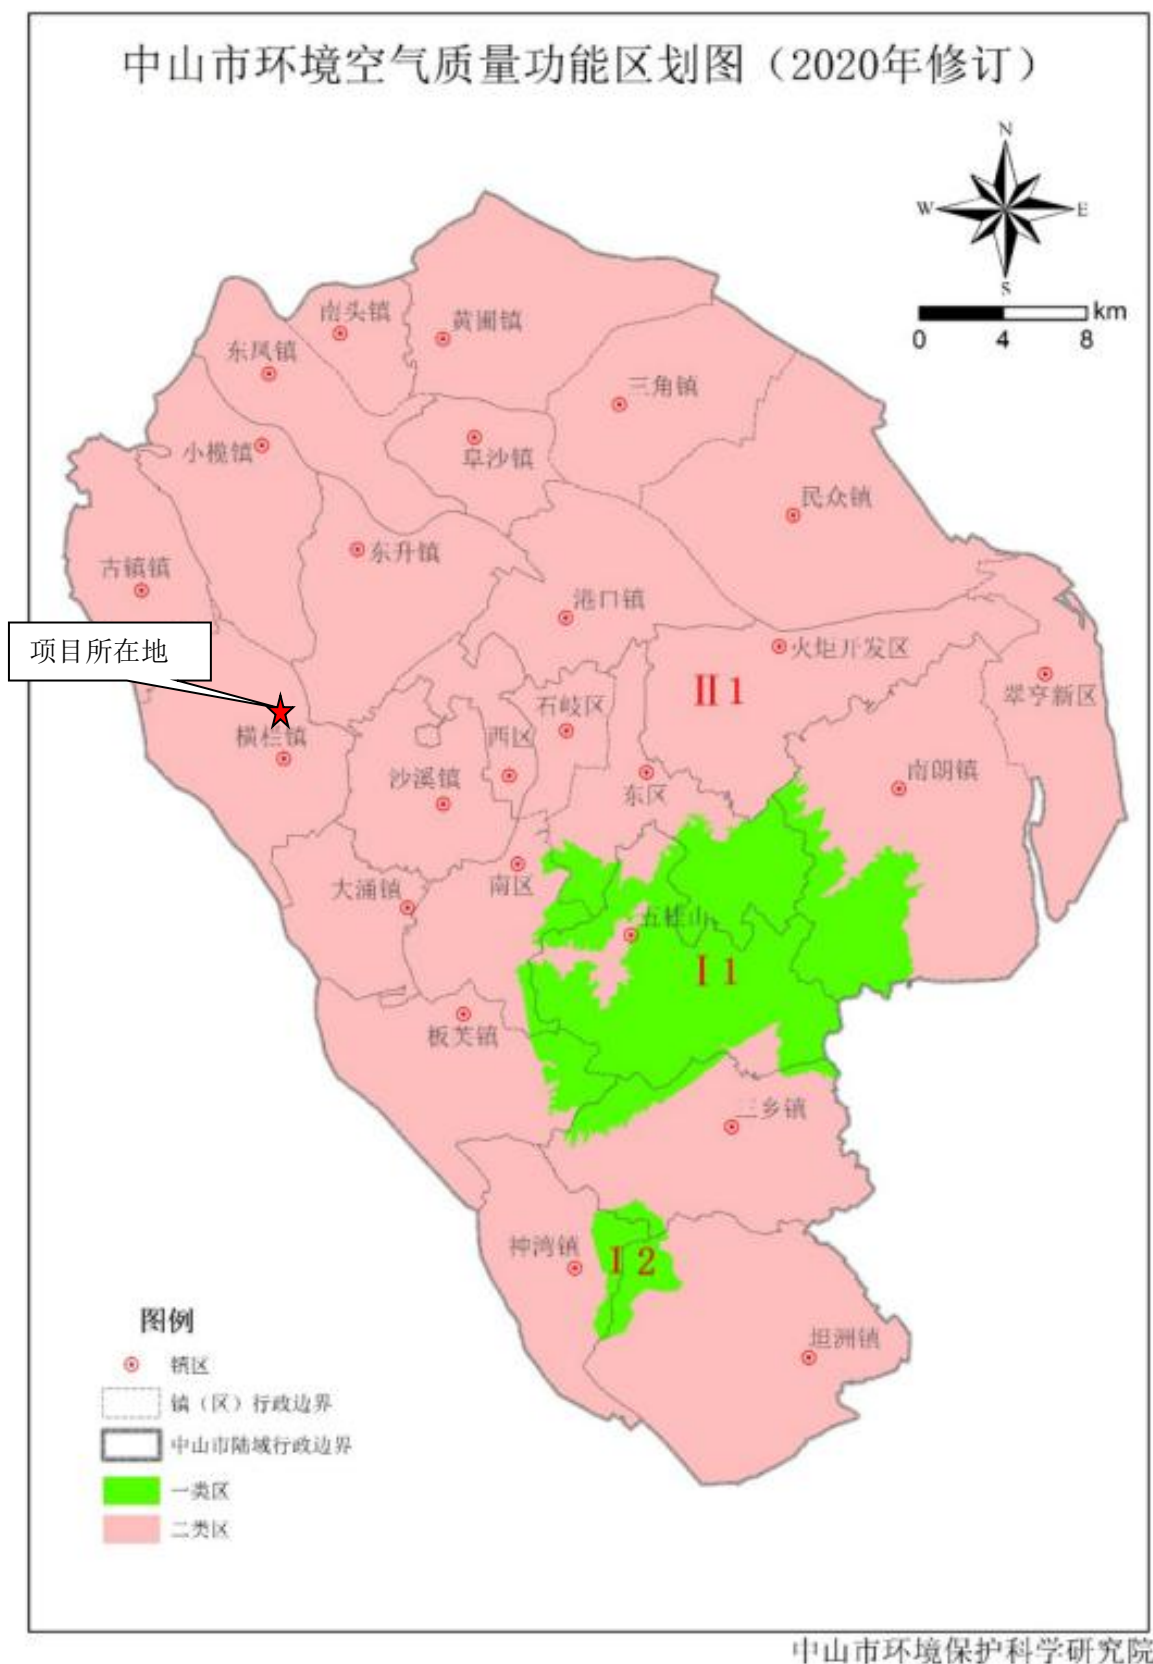 中山市环境空气质量功能区划图（2020年修订）
N
W
E
S
km
0 4 8
南头镇
黄圃镇
东凤镇
三角镇
小榄镇
阜沙镇
民众镇
东升镇
古镇镇
港口镇
项目所在地
火炬开发区
翠亨新区
II 1
石岐区
横栏镇
西区
沙溪镇
东区
南朗镇
大涌镇
南区
五桂山
I 1
板芙镇
三乡镇
神湾镇
I 2
坦洲镇
图例
镇区
镇（区）行政边界
中山市陆域行政边界
一类区
二类区
中山市环境保护科学研究院